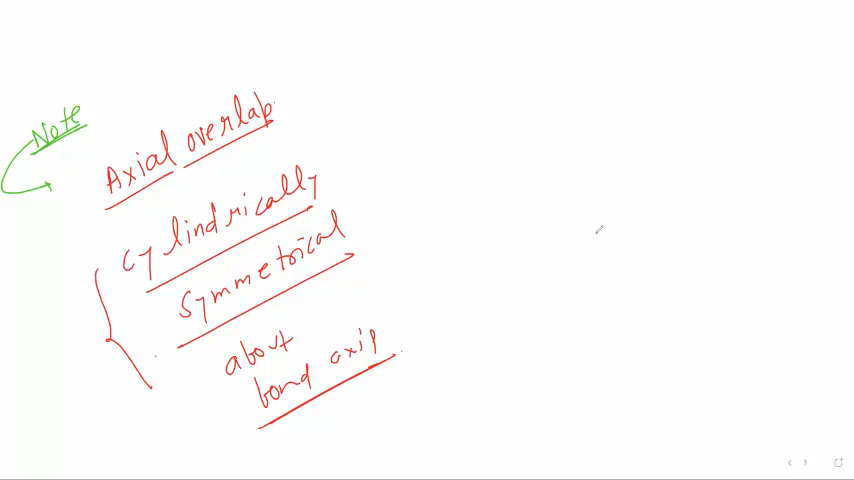 Note
Axial overlap
Cylindrically
Symmetrical
about
bond axis